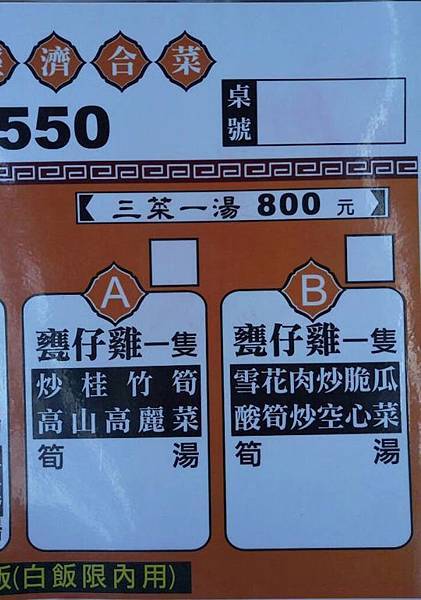 濟合菜
550
桌號
三菜一湯 800 元
A
甕仔雞一隻
炒桂竹筍
高山高麗菜
筍湯
B
甕仔雞一隻
雪花肉炒脆瓜
酸筍炒空心菜
筍湯
飯(白飯限內用)